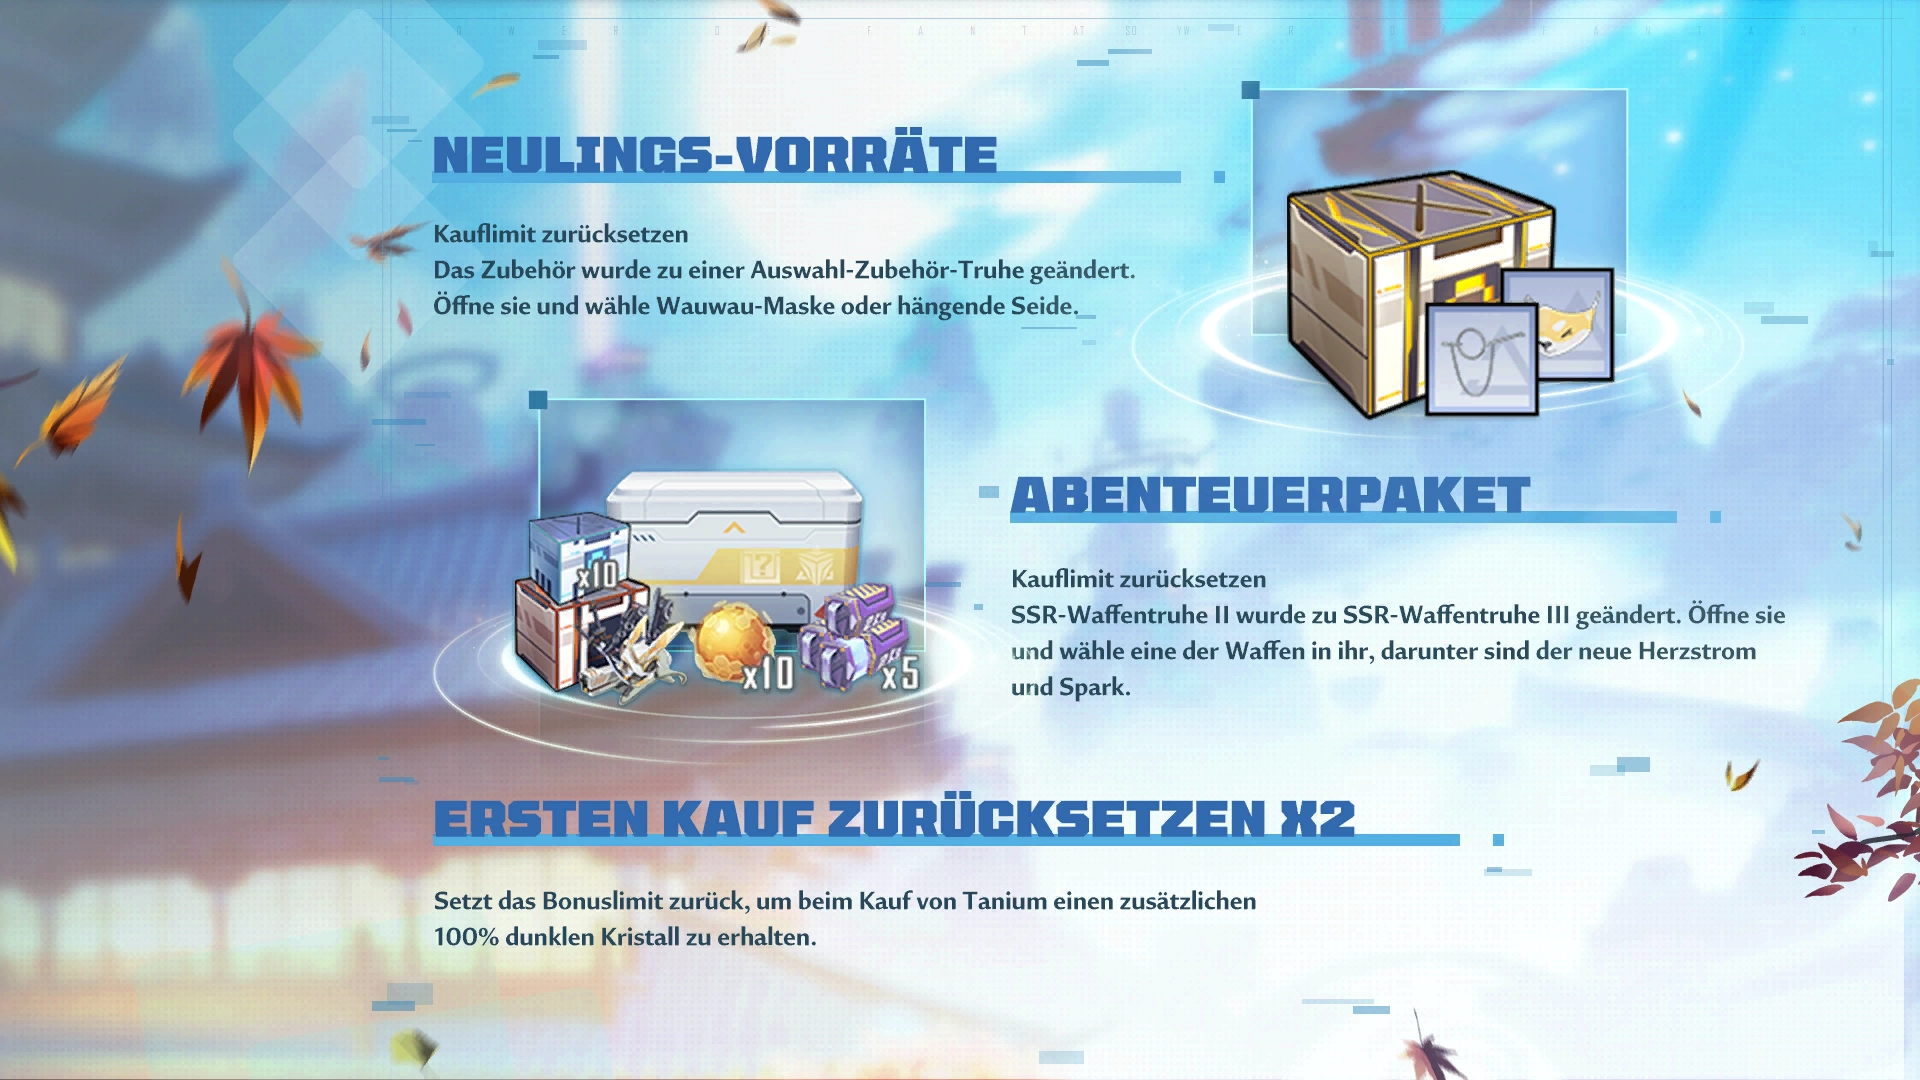 NEULINGS-VORRÄTE
Kauflimit zurücksetzen
Das Zubehör wurde zu einer Auswahl-Zubehör-Truhe geändert.
Öffne sie und wähle Wauwau-Maske oder hängende Seide.
x10
x10
x5
ABENTEUERPAKET
Kauflimit zurücksetzen
SSR-Waffentruhe II wurde zu SSR-Waffentruhe III geändert. Öffne sie
und wähle eine der Waffen in ihr, darunter sind der neue Herzstrom
und Spark.
ERSTEN KAUF ZURÜCKSETZEN X2
Setzt das Bonuslimit zurück, um beim Kauf von Tanium einen zusätzlichen
100% dunklen Kristall zu erhalten.